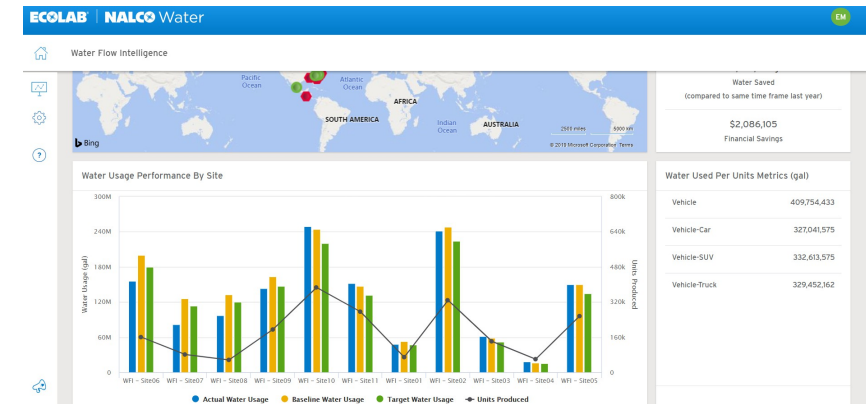 ECOLAB | NALCO Water
EM
Water Flow Intelligence
Pacific
Ocean
Atlantic
Ocean
AFRICA
SOUTH AMERICA
Indian
Ocean
AUSTRALIA
2500 miles 5000 km
Bing
© 2019 Microsoft Corporation Terms
Water Saved
(compared to same time frame last year)
$2,086,105
Financial Savings
Water Usage Performance By Site
300M
240M
180M
120M
60M
0
Water Usage (gal)
800k
640k
480k
320k
160k
0
Units Produced
WFI - Site06 WFI - Site07 WFI - Site08 WFI - Site09 WFI - Site10 WFI - Site11 WFI - Site01 WFI - Site02 WFI - Site03 WFI - Site04 WFI - Site05
Actual Water Usage Baseline Water Usage Target Water Usage Units Produced
Water Used Per Units Metrics (gal)
Vehicle 409,754,433
Vehicle-Car 327,041,575
Vehicle-SUV 332,613,575
Vehicle-Truck 329,452,162